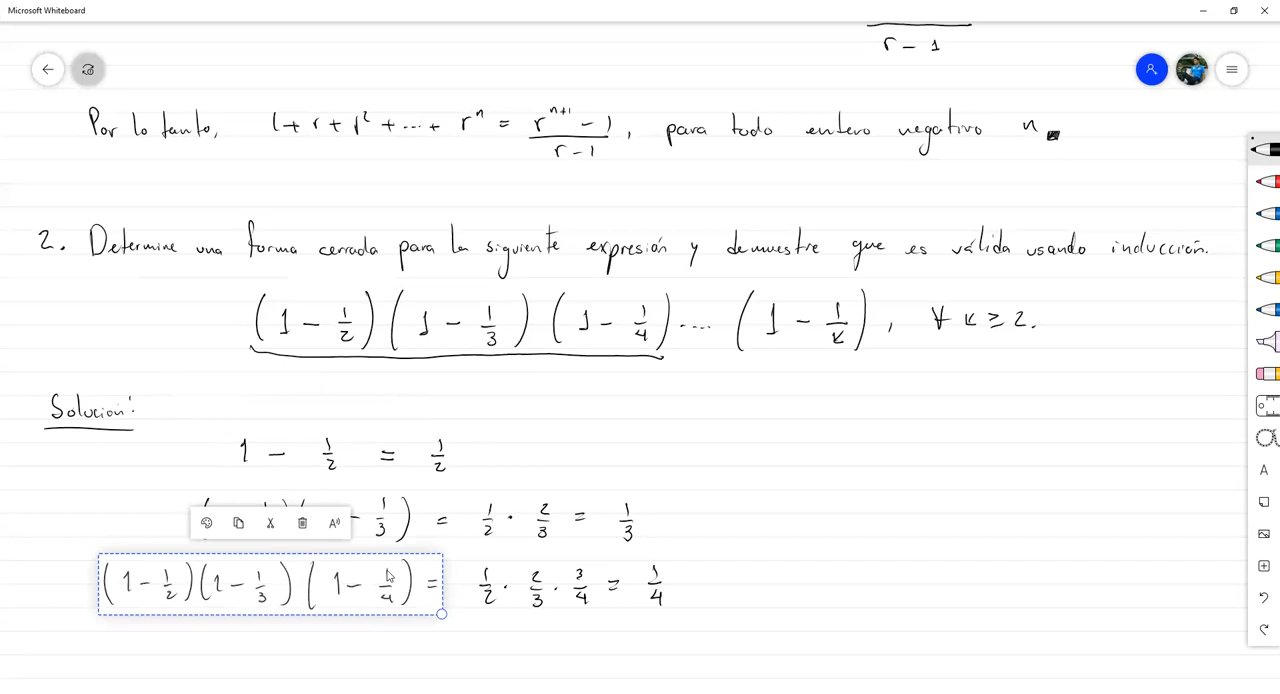 Microsoft Whiteboard
r - 1
Por lo tanto, 1 + r + r² + ... + rⁿ = (rⁿ⁺¹ - 1)/(r - 1), para todo entero negativo n
2. Determine una forma cerrada para la siguiente expresión y demuestre que es válida usando inducción.
(1 - 1/2)(1 - 1/3)(1 - 1/4) .... (1 - 1/k), ∀ k ≥ 2.
Solución:
1 - 1/2 = 1/2
- 1/3) = 1/2 · 2/3 = 1/3
(1 - 1/2)(1 - 1/3)(1 - 1/4) = 1/2 · 2/3 · 3/4 = 1/4